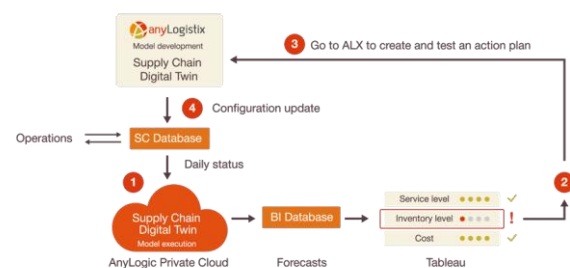 anyLogistix
Model development
Supply Chain
Digital Twin
3 Go to ALX to create and test an action plan
4 Configuration update
Operations
SC Database
Daily status
1
2
Supply Chain
Digital Twin
Model execution
BI Database
Service level
Inventory level !
Cost
AnyLogic Private Cloud
Forecasts
Tableau